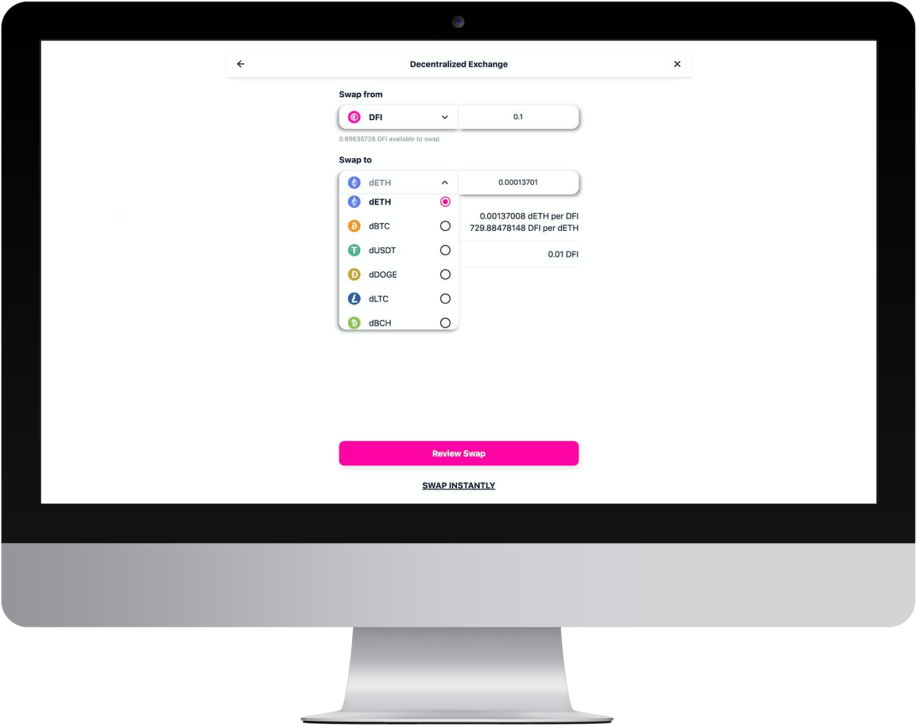 Decentralized Exchange
Swap from
DFI 0.1
0.89630728 DFI available to swap
Swap to
dETH 0.00013701
dETH
0.00137008 dETH per DFI
dBTC
729.88478148 DFI per dETH
dUSDT
0.01 DFI
dDOGE
dLTC
dBCH
Review Swap
SWAP INSTANTLY